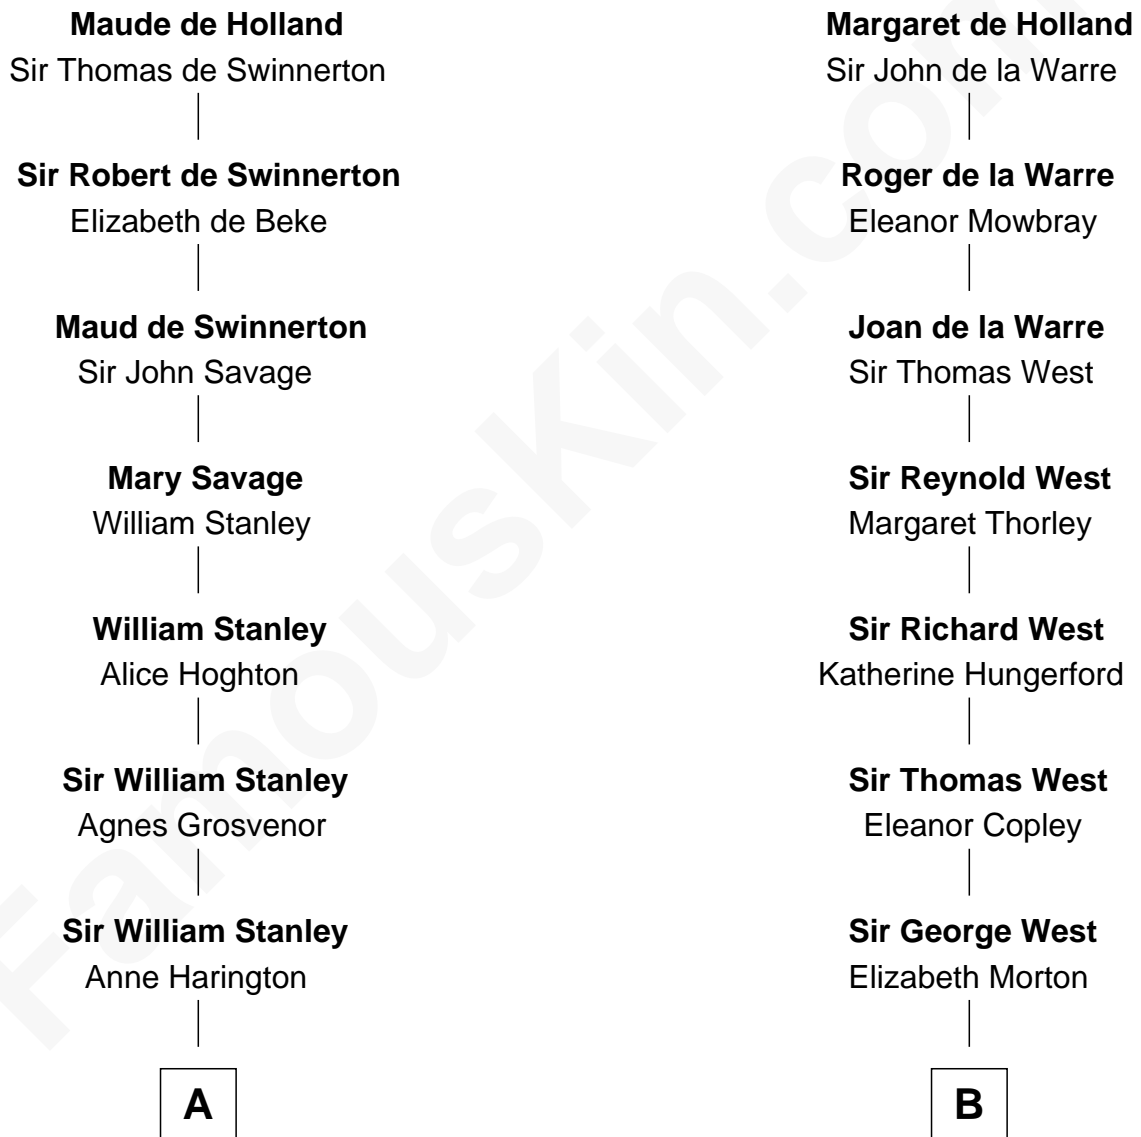 Maude de Holland
Sir Thomas de Swinnerton
Sir Robert de Swinnerton
Elizabeth de Beke
Maud de Swinnerton
Sir John Savage
Mary Savage
William Stanley
William Stanley
Alice Hoghton
Sir William Stanley
Agnes Grosvenor
Sir William Stanley
Anne Harington
A
Margaret de Holland
Sir John de la Warre
Roger de la Warre
Eleanor Mowbray
Joan de la Warre
Sir Thomas West
Sir Reynold West
Margaret Thorley
Sir Richard West
Katherine Hungerford
Sir Thomas West
Eleanor Copley
Sir George West
Elizabeth Morton
B
FamousKin.com